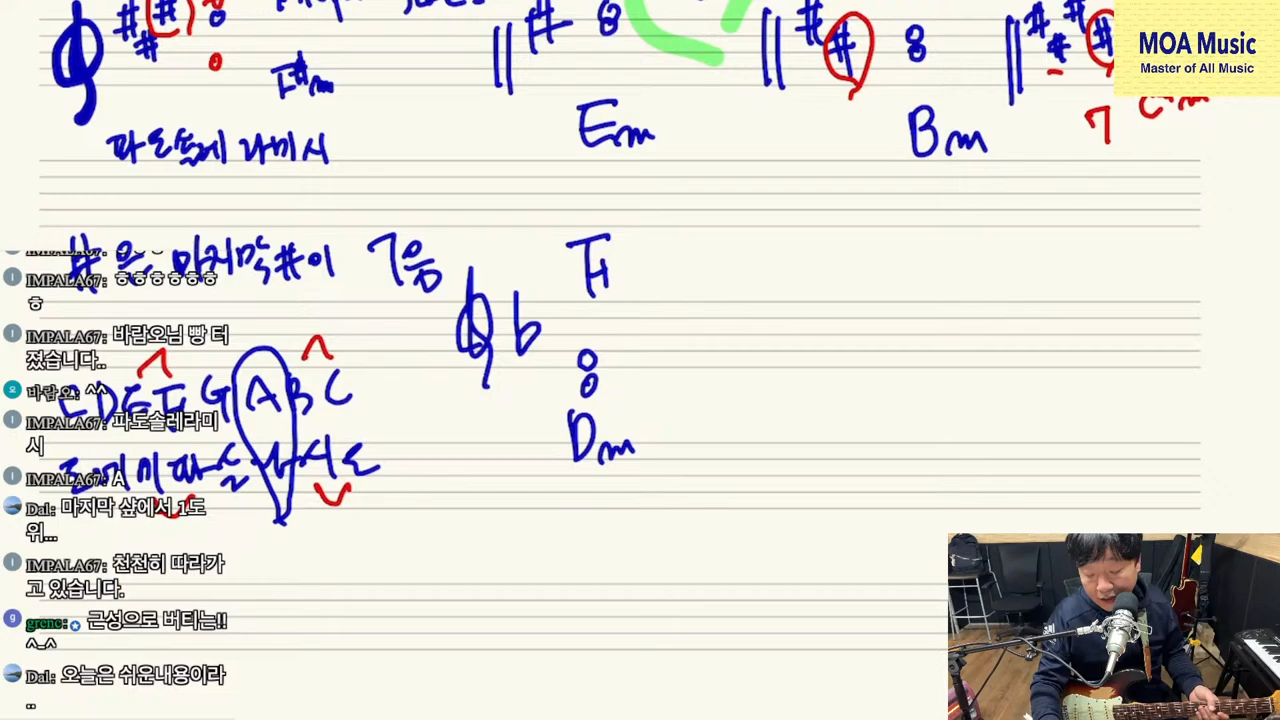 MOA Music
Master of All Music
F#m
Em
Bm
7
C#m
파도솔레라미시
#은 마지막#이 7음
F
b
Dm
CDEFGABC
도레미파솔라시도
IMPALA67: ㅎㅎㅎㅎㅎㅎ
ㅎ
IMPALA67: 바람오님 빵 터
졌습니다..
바람오: ^^
IMPALA67: 파도솔레라미
시
IMPALA67: A
Dal: 마지막 샾에서 1도
위...
IMPALA67: 천천히 따라가
고 있습니다.
grenc: 근성으로 버티는!!
^-^
Dal: 오늘은 쉬운내용이라
..